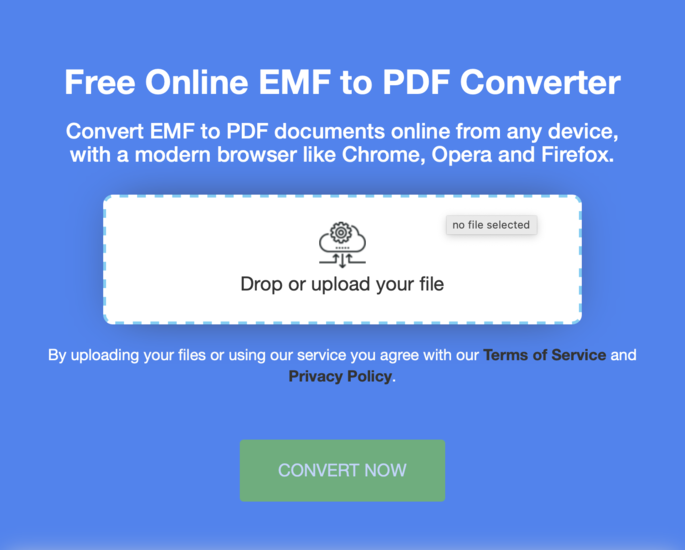 Free Online EMF to PDF Converter
Convert EMF to PDF documents online from any device,
with a modern browser like Chrome, Opera and Firefox.
no file selected
Drop or upload your file
By uploading your files or using our service you agree with our Terms of Service and
Privacy Policy.
CONVERT NOW